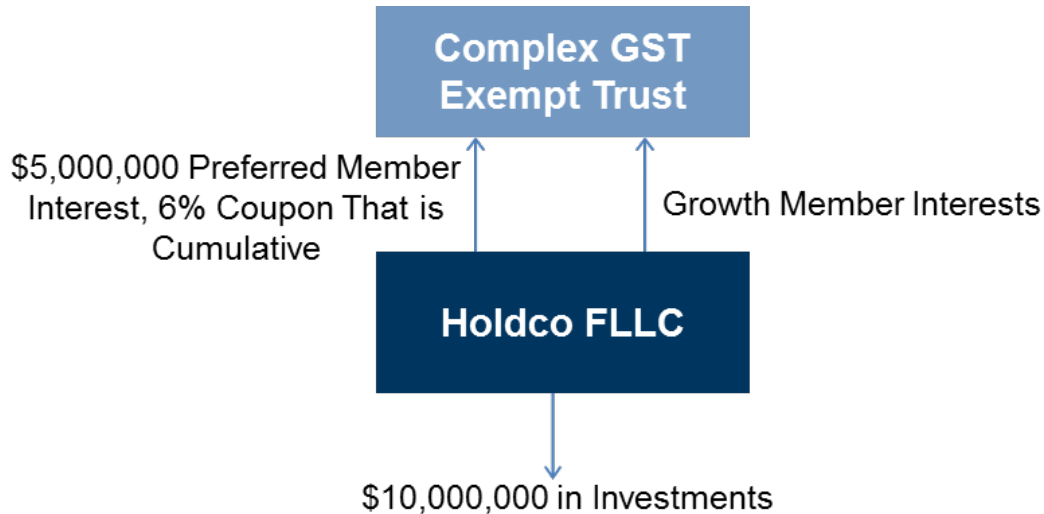 Complex GST
Exempt Trust
$5,000,000 Preferred Member
Interest, 6% Coupon That is
Cumulative
Growth Member Interests
Holdco FLLC
$10,000,000 in Investments